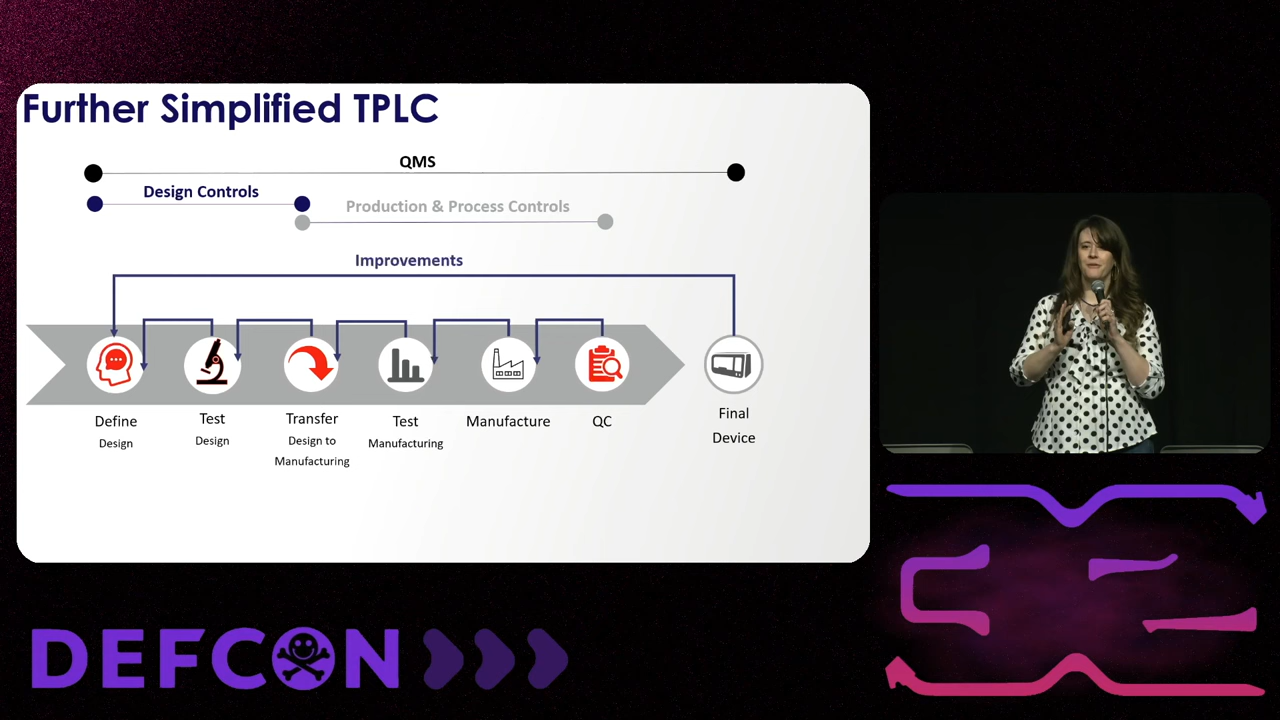 Further Simplified TPLC
QMS
Design Controls
Production & Process Controls
Improvements
Define
Design
Test
Design
Transfer
Design to
Manufacturing
Test
Manufacturing
Manufacture
QC
Final
Device
DEFCON